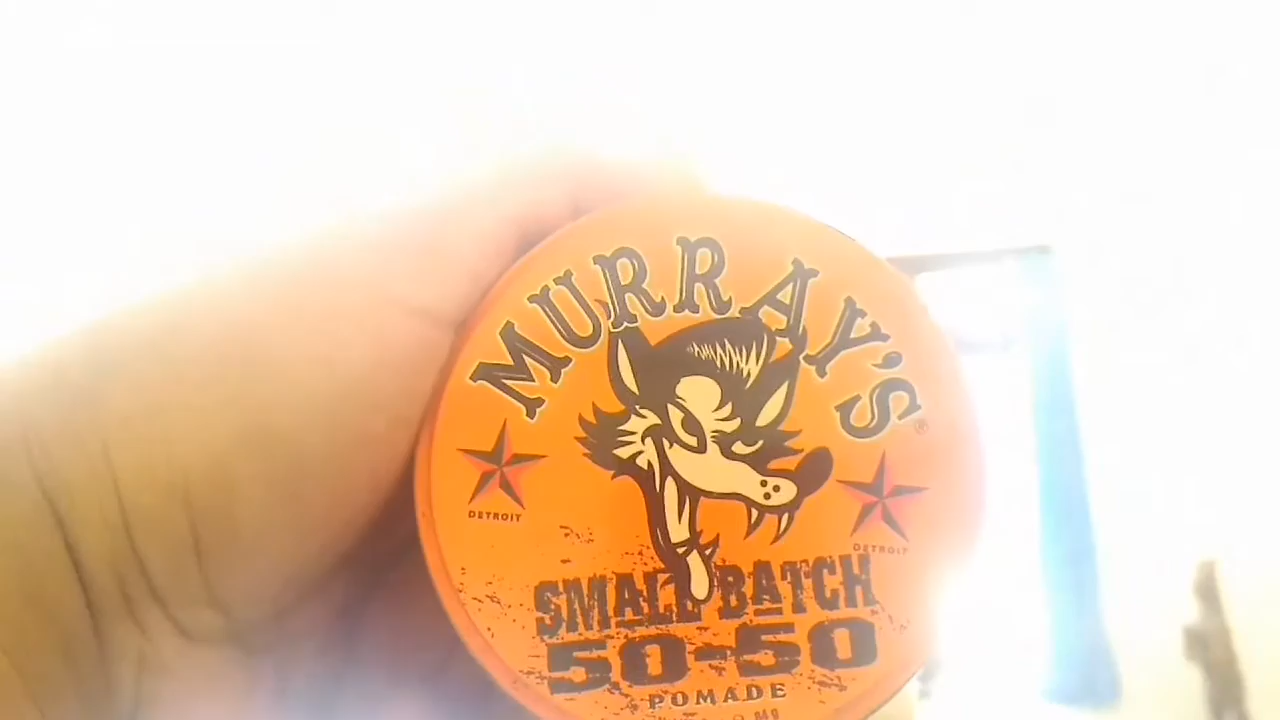 MURRAY'S®
DETROIT
DETROIT
SMALL BATCH
50-50
POMADE